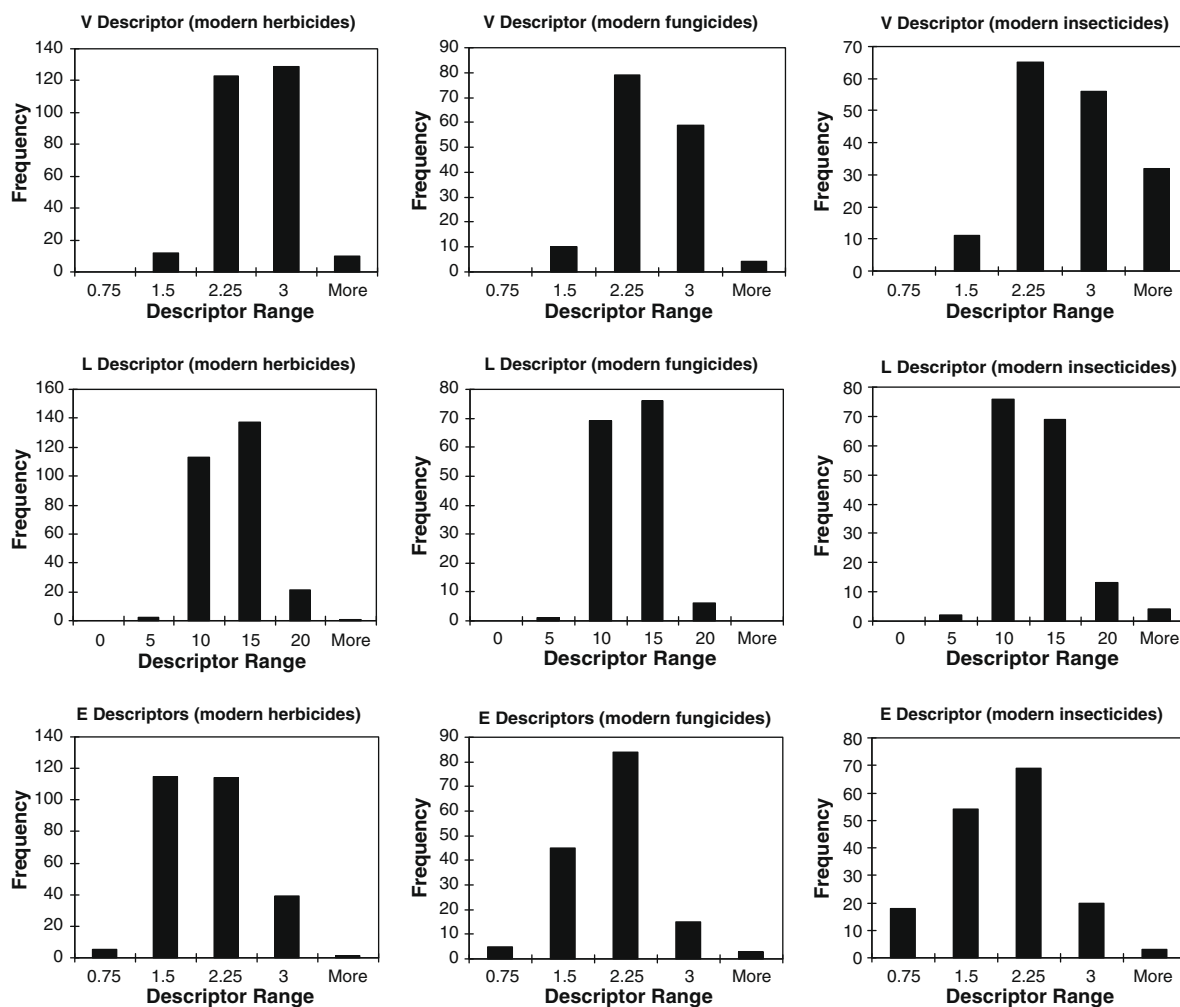 V Descriptor (modern herbicides)
140
120
100
80
60
40
20
0
Frequency
0.75 1.5 2.25 3 More
Descriptor Range
V Descriptor (modern fungicides)
90
80
70
60
50
40
30
20
10
0
Frequency
0.75 1.5 2.25 3 More
Descriptor Range
V Descriptor (modern insecticides)
70
60
50
40
30
20
10
0
Frequency
0.75 1.5 2.25 3 More
Descriptor Range
L Descriptor (modern herbicides)
160
140
120
100
80
60
40
20
0
Frequency
0 5 10 15 20 More
Descriptor Range
L Descriptor (modern fungicides)
80
70
60
50
40
30
20
10
0
Frequency
0 5 10 15 20 More
Descriptor Range
L Descriptor (modern insecticides)
80
70
60
50
40
30
20
10
0
Frequency
0 5 10 15 20 More
Descriptor Range
E Descriptors (modern herbicides)
140
120
100
80
60
40
20
0
Frequency
0.75 1.5 2.25 3 More
Descriptor Range
E Descriptors (modern fungicides)
90
80
70
60
50
40
30
20
10
0
Frequency
0.75 1.5 2.25 3 More
Descriptor Range
E Descriptor (modern insecticides)
80
70
60
50
40
30
20
10
0
Frequency
0.75 1.5 2.25 3 More
Descriptor Range